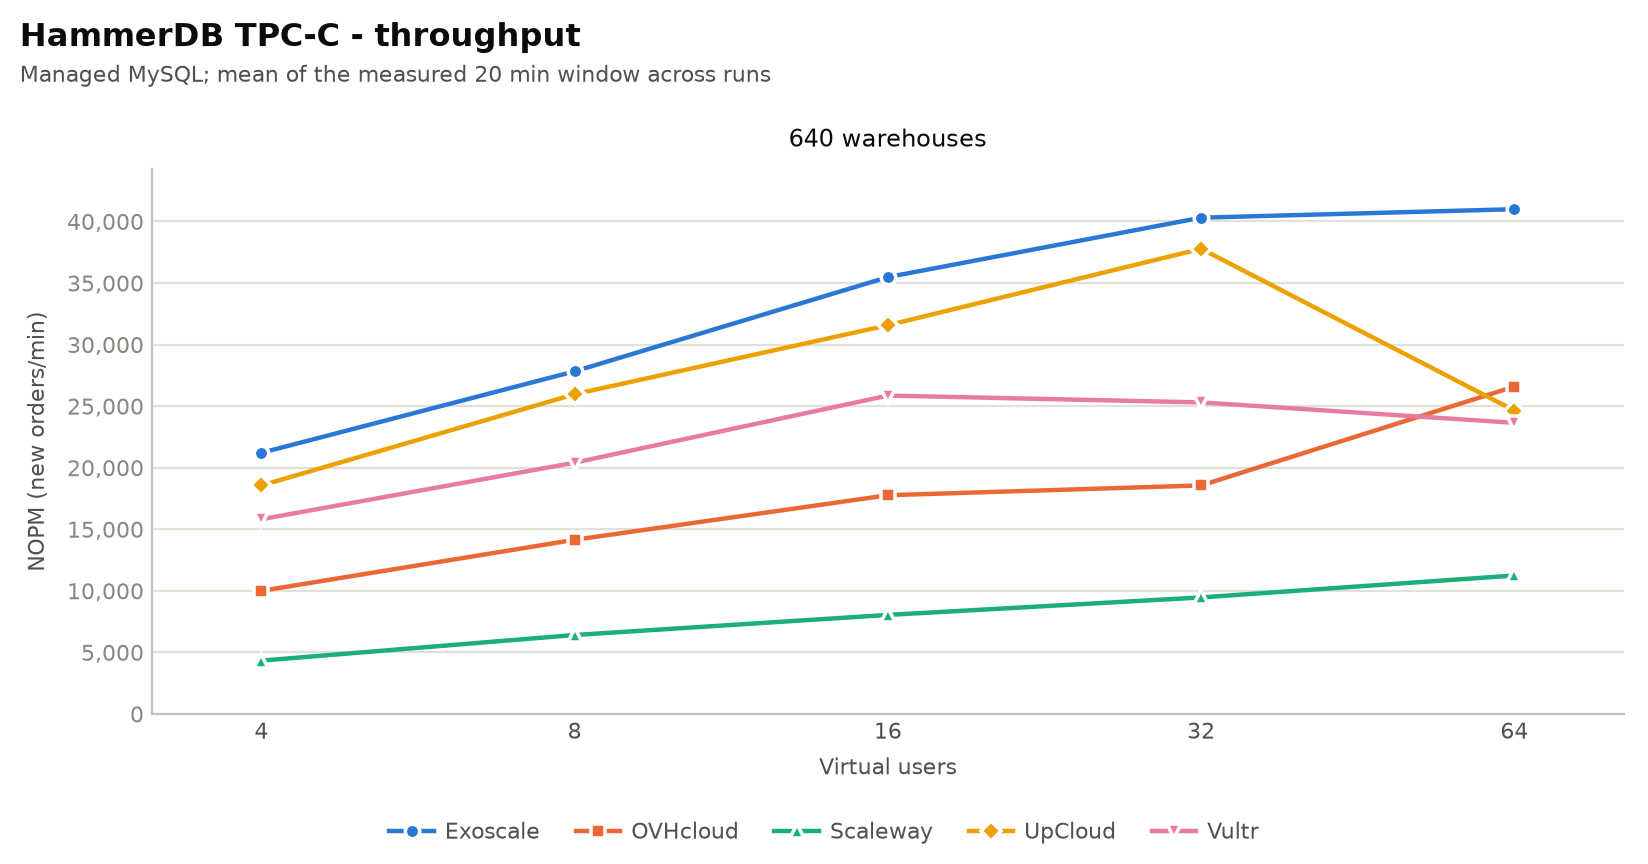 HammerDB TPC-C - throughput
Managed MySQL; mean of the measured 20 min window across runs
640 warehouses
NOPM (new orders/min)
40,000
35,000
30,000
25,000
20,000
15,000
10,000
5,000
0
4 8 16 32 64
Virtual users
Exoscale OVHcloud Scaleway UpCloud Vultr